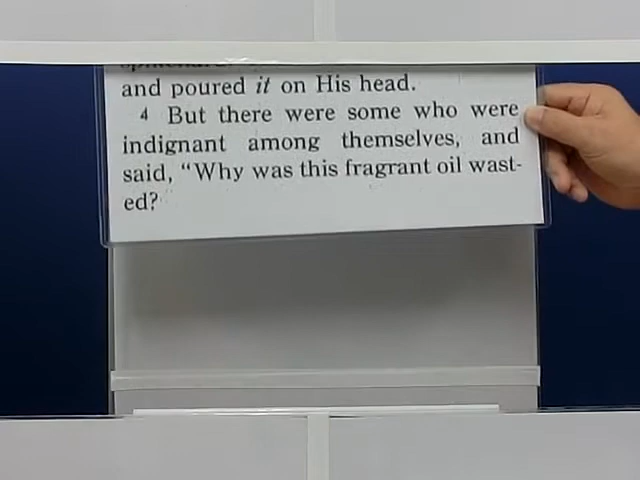 and poured it on His head.
4 But there were some who were
indignant among themselves, and
said, “Why was this fragrant oil wast-
ed?